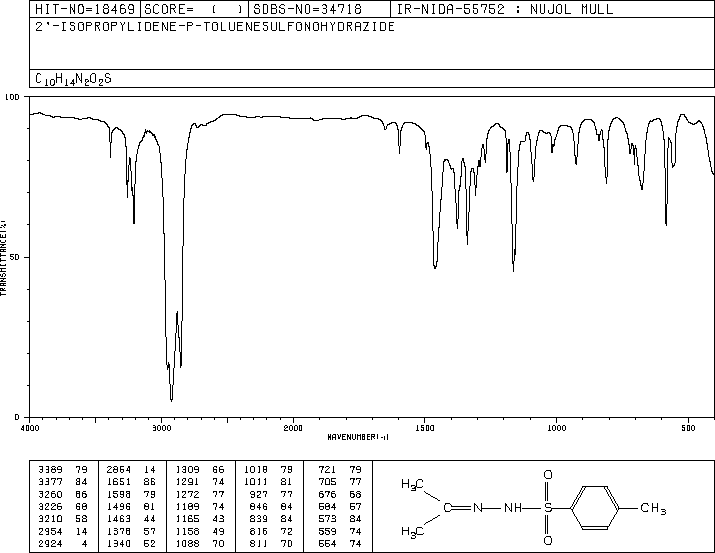 HIT-NO=18469 SCORE= ( ) SDBS-NO=34718 IR-NIDA-55752 : NUJOL MULL
2'-ISOPROPYLIDENE-P-TOLUENESULFONOHYDRAZIDE
C10H14N2O2S
100
50
0
TRANSMITTANCE(%)
4000 3000 2000 1500 1000 500
WAVENUMBER(-1)
3389 79 2864 14 1309 66 1018 79 721 79
3377 84 1651 86 1291 74 1011 81 705 77
3260 86 1598 79 1272 77 927 77 676 68
3226 68 1496 81 1189 74 846 84 584 57
3210 58 1463 44 1165 43 839 84 573 84
2954 14 1378 57 1158 49 816 72 559 74
2924 4 1340 52 1088 70 811 70 554 74
H3C
O
C N NH S CH3
H3C
O